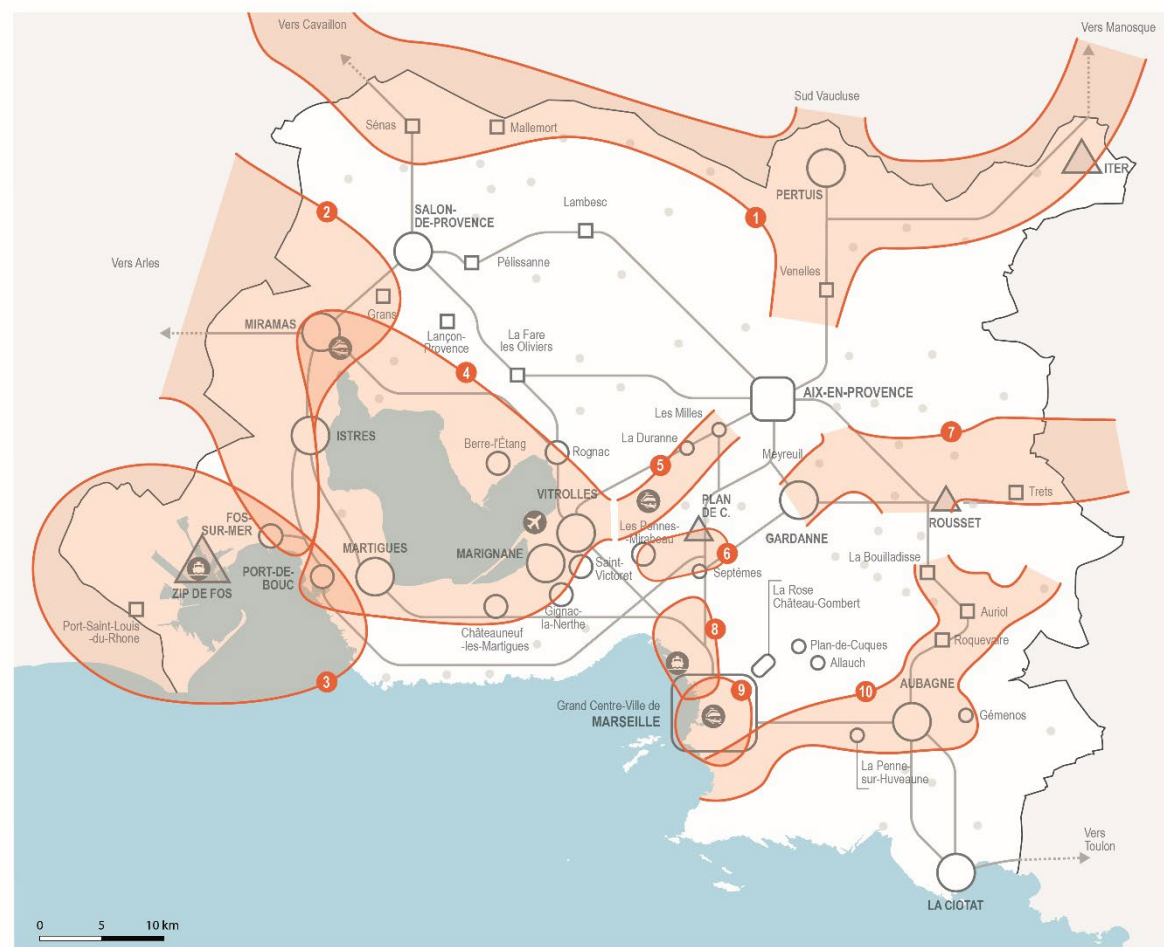 Vers Cavaillon
Vers Manosque
Sud Vaucluse
Sénas
Mallemort
ITER
PERTUIS
2
SALON-
DE-PROVENCE
Lambesc
1
Vers Arles
Pélissanne
Venelles
Grans
MIRAMAS
Lançon-
Provence
La Fare
les Oliviers
4
AIX-EN-PROVENCE
Les Milles
ISTRES
La Duranne
7
Berre-l'Étang
Rognac
5
Meyreuil
VITROLLES
PLAN
DE C.
Trets
FOS-
SUR-MER
ROUSSET
Les Pennes-
Mirabeau
GARDANNE
MARTIGUES
MARIGNANE
6
La Bouilladisse
PORT-DE-
BOUC
Saint-
Victoret
Septèmes
ZIP DE FOS
La Rose
Château-Gombert
Gignac-
la-Nerthe
Châteauneuf
-les-Martigues
Port-Saint-Louis
-du-Rhone
Auriol
8
Plan-de-Cuques
Roquevaire
Allauch
3
9
10
AUBAGNE
Grand Centre-Ville de
MARSEILLE
Gémenos
La Penne-
sur-Huveaune
Vers
Toulon
LA CIOTAT
0 5 10 km